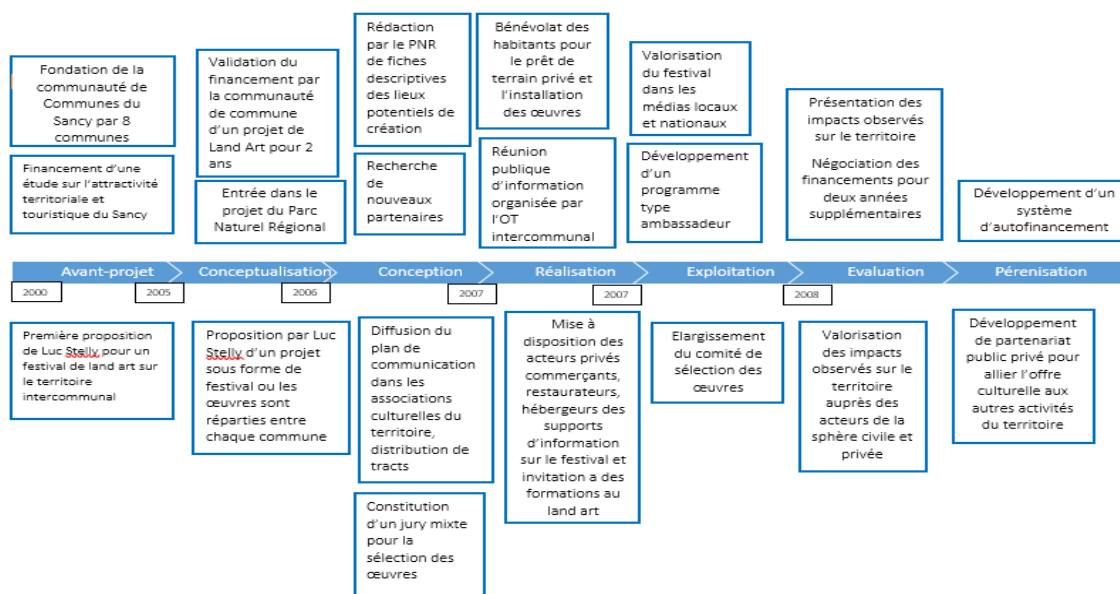 Fondation de la
communauté de
Communes du
Sancy par 8
communes
Financement d'une
étude sur l'attractivité
territoriale et
touristique du Sancy
Validation du
financement par
la communauté
de commune
d'un projet de
Land Art pour 2
ans
Entrée dans le
projet du Parc
Naturel Régional
Rédaction
par le PNR
de fiches
descriptives
des lieux
potentiels de
création
Recherche
de
nouveaux
partenaires
Bénévolat des
habitants pour
le prêt de
terrain privé et
l'installation
des œuvres
Réunion
publique
d'information
organisée par
l'OT
intercommunal
Valorisation
du festival
dans les
médias locaux
et nationaux
Développement
d'un
programme
type
ambassadeur
Présentation des
impacts observés
sur le territoire
Négociation des
financements pour
deux années
supplémentaires
Développement d'un
système
d'autofinancement
Avant-projet
Conceptualisation
Conception
Réalisation
Exploitation
Evaluation
Pérenisation
2000
2005
2006
2007
2007
2008
Première proposition
de Luc Stelly pour un
festival de land art sur
le territoire
intercommunal
Proposition par Luc
Stelly d'un projet
sous forme de
festival ou les
œuvres sont
réparties entre
chaque commune
Diffusion du
plan de
communication
dans les
associations
culturelles du
territoire,
distribution de
tracts
Constitution
d'un jury mixte
pour la
sélection des
œuvres
Mise à
disposition des
acteurs privés
commerçants,
restaurateurs,
hébergeurs des
supports
d'information
sur le festival et
invitation a des
formations au
land art
Elargissement
du comité de
sélection des
œuvres
Valorisation
des impacts
observés sur le
territoire
auprès des
acteurs de la
sphère civile et
privée
Développement
de partenariat
public privé pour
allier l'offre
culturelle aux
autres activités
du territoire